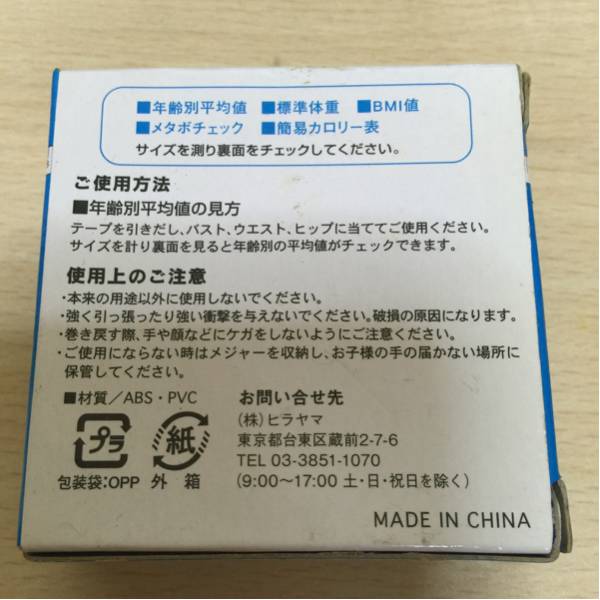 ■年齢別平均値 ■標準体重 ■BMI値
■メタボチェック ■簡易カロリー表
サイズを測り裏面をチェックしてください。
ご使用方法
■年齢別平均値の見方
テープを引きだし、バスト、ウエスト、ヒップに当ててご使用ください。
サイズを計り裏面を見ると年齢別の平均値がチェックできます。
使用上のご注意
・本来の用途以外に使用しないでください。
・強く引っ張ったり強い衝撃を与えないでください。破損の原因になります。
・巻き戻す際、手や顔などにケガをしないようにご注意ください。
・ご使用にならない時はメジャーを収納し、お子様の手の届かない場所に
保管してください。
■材質/ABS・PVC
プラ
紙
包装袋:OPP 外 箱
お問い合せ先
(株)ヒラヤマ
東京都台東区蔵前2-7-6
TEL 03-3851-1070
(9:00〜17:00 土・日・祝日を除く)
MADE IN CHINA